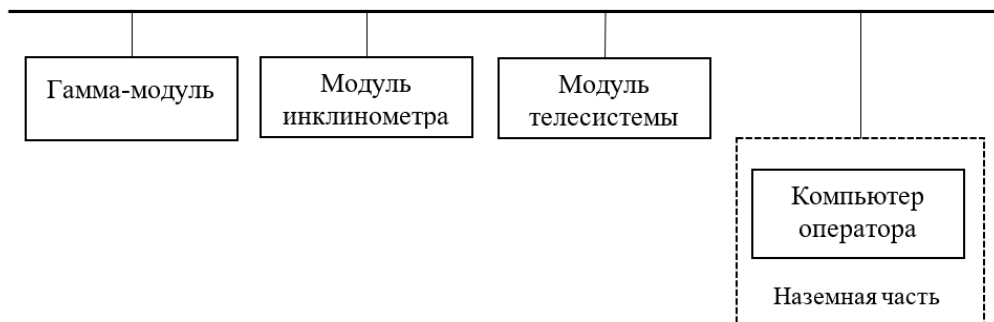 Гамма-модуль
Модуль
инклинометра
Модуль
телесистемы
Компьютер
оператора
Наземная часть